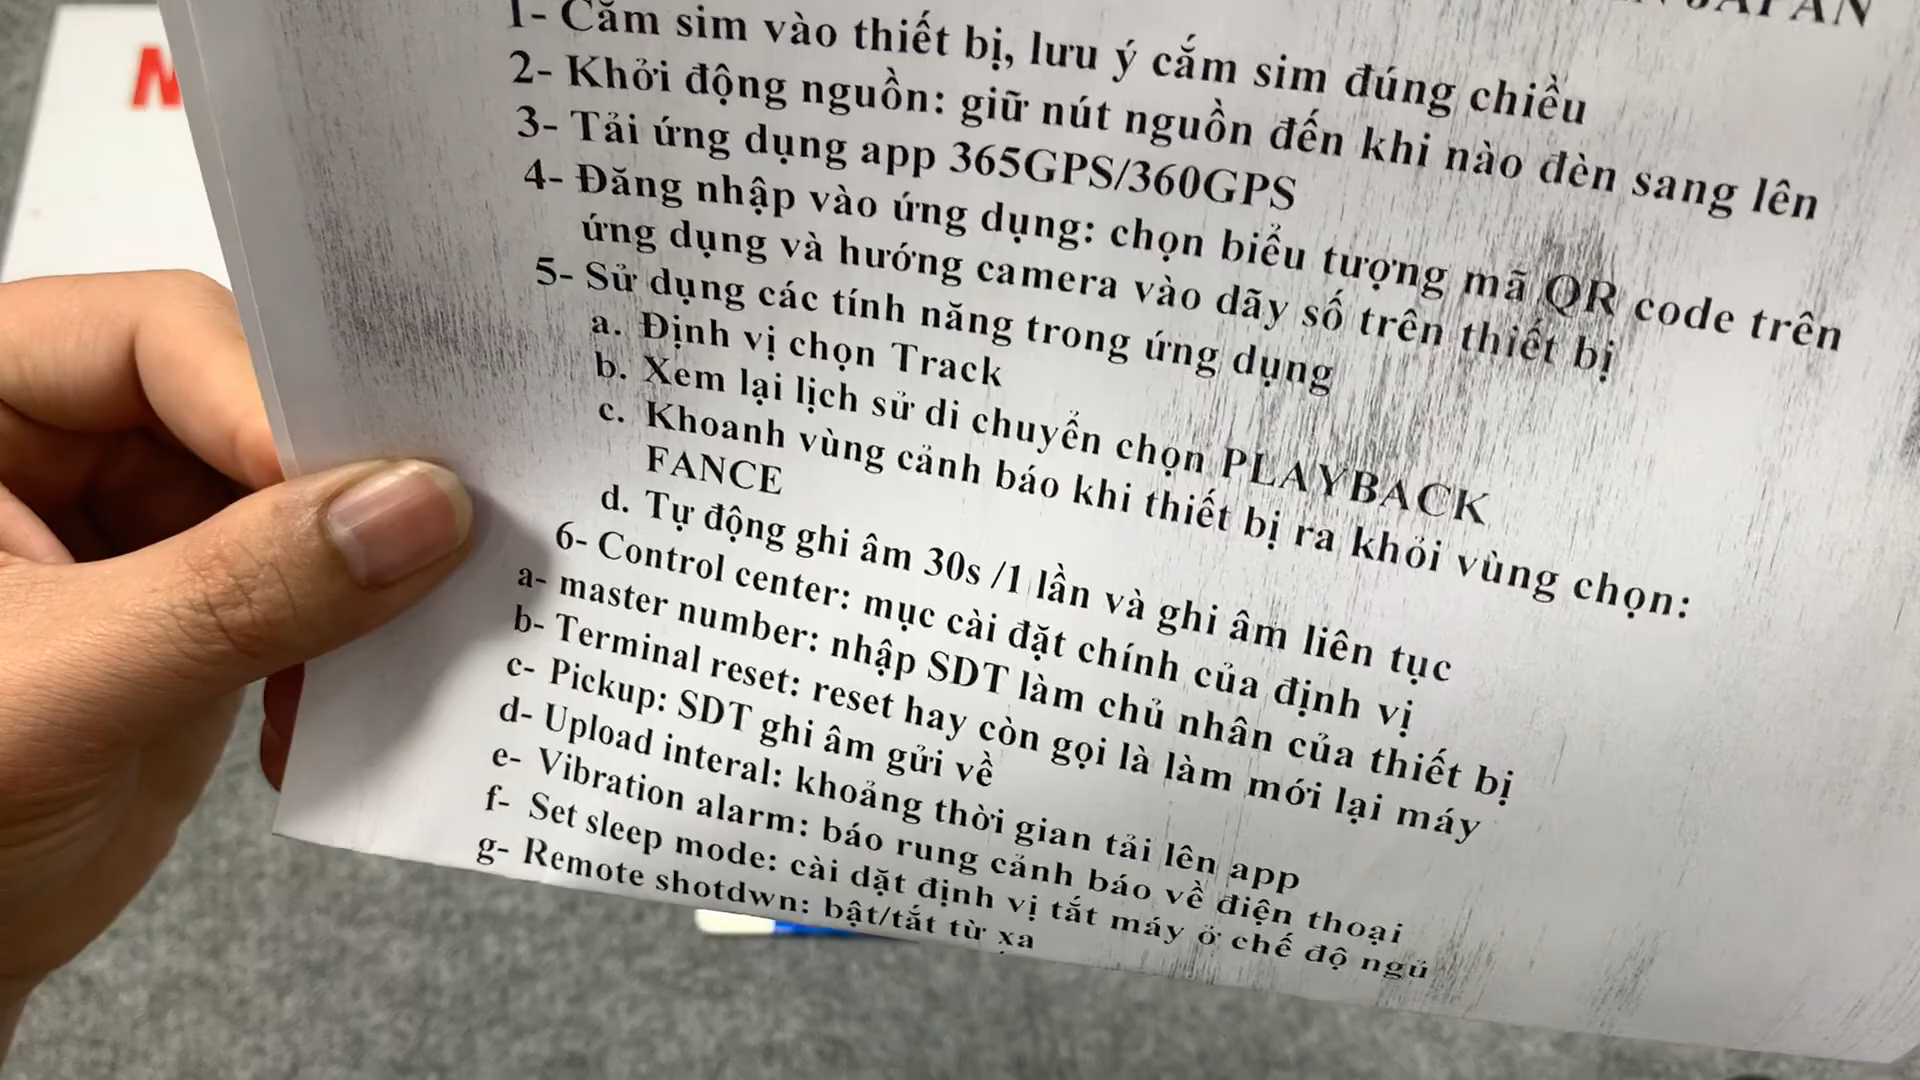 N JAPAN
1- Cắm sim vào thiết bị, lưu ý cắm sim đúng chiều
2- Khởi động nguồn: giữ nút nguồn đến khi nào đèn sang lên
3- Tải ứng dụng app 365GPS/360GPS
4- Đăng nhập vào ứng dụng: chọn biểu tượng mã QR code trên
ứng dụng và hướng camera vào dãy số trên thiết bị
5- Sử dụng các tính năng trong ứng dụng
a. Định vị chọn Track
b. Xem lại lịch sử di chuyển chọn PLAYBACK
c. Khoanh vùng cảnh báo khi thiết bị ra khỏi vùng chọn:
FANCE
d. Tự động ghi âm 30s /1 lần và ghi âm liên tục
6- Control center: mục cài đặt chính của định vị
a- master number: nhập SDT làm chủ nhân của thiết bị
b- Terminal reset: reset hay còn gọi là làm mới lại máy
c- Pickup: SDT ghi âm gửi về
d- Upload interal: khoảng thời gian tải lên app
e- Vibration alarm: báo rung cảnh báo về điện thoại
f- Set sleep mode: cài dặt định vị tắt máy ở chế độ ngủ
g- Remote shotdwn: bật/tắt từ xa
N